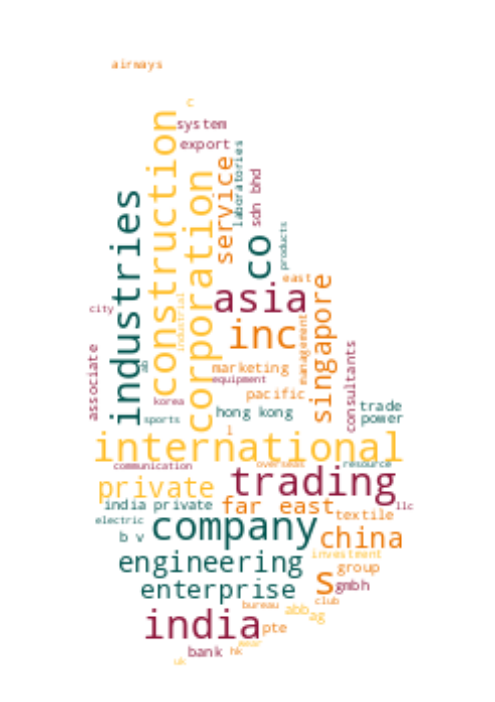 airways
c
system
construction
export
laboratories
service
sdn bhd
corporation
industries
products
co
east
asia
singapore
city
industrial
inc
management
associate
consultants
ab
marketing
equipment
pacific
korea
trade
hong kong
sports
power
l
international
communication
overseas
resource
trading
private
india private
far east
llc
textile
electric
company
b v
china
investment
engineering
group
s
gmbh
enterprise
bureau
club
abb
ag
india
pte
bank
hk
uk